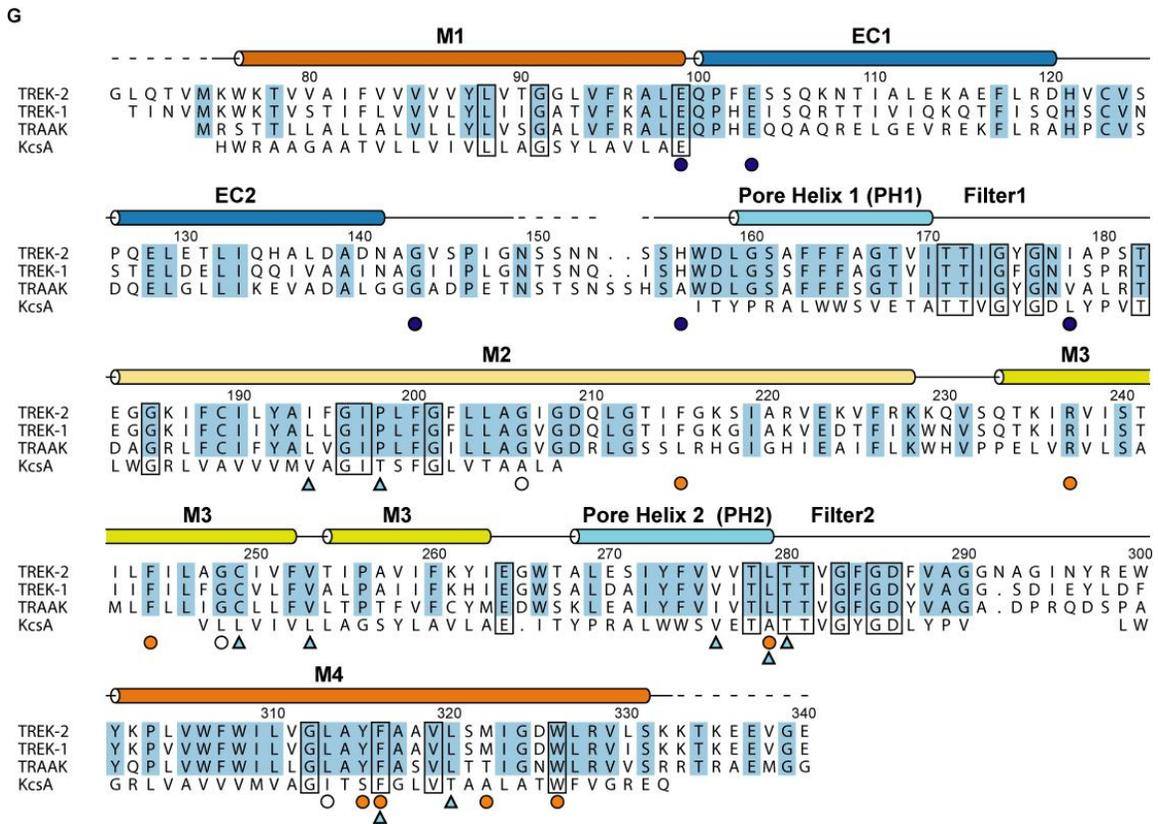 G
M1 EC1
80 90 100 110 120
TREK-2 G L Q T V M K W K T V V A I F V V V V V Y L V T G G L V F R A L E Q P F E S S Q K N T I A L E K A E F L R D H V C V S
TREK-1 T I N V M K W K T V S T I F L V V V L Y L I I G A T V F K A L E Q P H E I S Q R T T I V I Q K Q T F I S Q H S C V N
TRAAK M R S T T L L A L L A L V L L Y L V S G A L V F R A L E Q P H E Q Q A Q R E L G E V R E K F L R A H P C V S
KcsA H W R A A G A A T V L L V I V L L A G S Y L A V L A E
EC2 Pore Helix 1 (PH1) Filter1
130 140 150 160 170 180
TREK-2 P Q E L E T L I Q H A L D A D N A G V S P I G N S S N N . . S S H W D L G S A F F F A G T V I T T I G Y G N I A P S T
TREK-1 S T E L D E L I Q Q I V A A I N A G I I P L G N T S N Q . . I S H W D L G S S F F F A G T V I T T I G F G N I S P R T
TRAAK D Q E L G L L I K E V A D A L G G G A D P E T N S T S N S S H S A W D L G S A F F F S G T I I T T I G Y G N V A L R T
KcsA I T Y P R A L W W S V E T A T T V G Y G D L Y P V T
M2 M3
190 200 210 220 230 240
TREK-2 E G G K I F C I L Y A I F G I P L F G F L L A G I G D Q L G T I F G K S I A R V E K V F R K K Q V S Q T K I R V I S T
TREK-1 E G G K I F C I I Y A L L G I P L F G F L L A G V G D Q L G T I F G K G I A K V E D T F I K W N V S Q T K I R I I S T
TRAAK D A G R L F C I F Y A L V G I P L F G I L L A G V G D R L G S S L R H G I G H I E A I F L K W H V P P E L V R V L S A
KcsA L W G R L V A V V V M V A G I T S F G L V T A A L A
M3 M3 Pore Helix 2 (PH2) Filter2
250 260 270 280 290 300
TREK-2 I L F I L A G C I V F V T I P A V I F K Y I E G W T A L E S I Y F V V V T L T T V G F G D F V A G G N A G I N Y R E W
TREK-1 I I F I L F G C V L F V A L P A I I F K H I E G W S A L D A I Y F V V I T L T T I G F G D Y V A G G . S D I E Y L D F
TRAAK M L F L L I G C L L F V L T P T F V F C Y M E D W S K L E A I Y F V I V T L T T V G F G D Y V A G A . D P R Q D S P A
KcsA V L L V I V L L A G S Y L A V L A E . I T Y P R A L W W S V E T A T T V G Y G D L Y P V L W
M4
310 320 330 340
TREK-2 Y K P L V W F W I L V G L A Y F A A V L S M I G D W L R V L S K K T K E E V G E
TREK-1 Y K P V V W F W I L V G L A Y F A A V L S M I G D W L R V I S K K T K E E V G E
TRAAK Y Q P L V W F W I L L G L A Y F A S V L T T I G N W L R V V S R R T R A E M G G
KcsA G R L V A V V V M V A G I T S F G L V T A A L A T W F V G R E Q